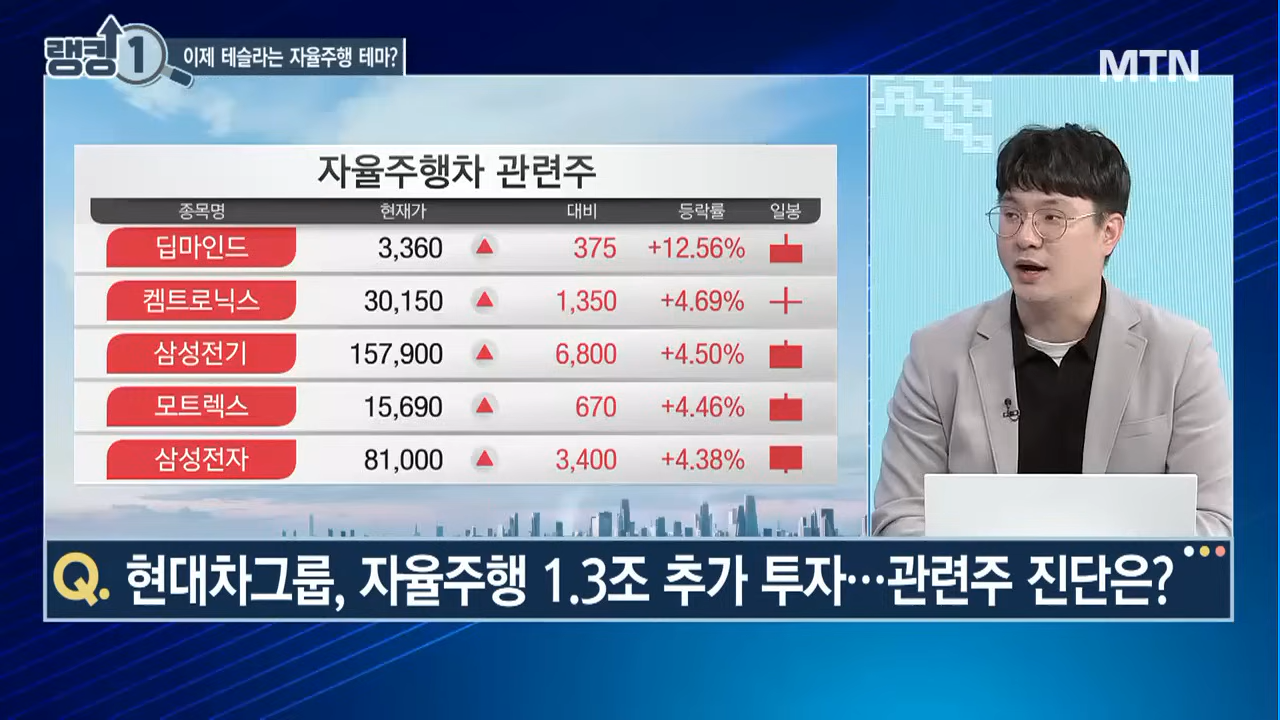 랭킹1
이제 테슬라는 자율주행 테마?
MTN
자율주행차 관련주
종목명 현재가 대비 등락률 일봉
딥마인드 3,360 ▲ 375 +12.56%
켐트로닉스 30,150 ▲ 1,350 +4.69%
삼성전기 157,900 ▲ 6,800 +4.50%
모트렉스 15,690 ▲ 670 +4.46%
삼성전자 81,000 ▲ 3,400 +4.38%
Q. 현대차그룹, 자율주행 1.3조 추가 투자…관련주 진단은?